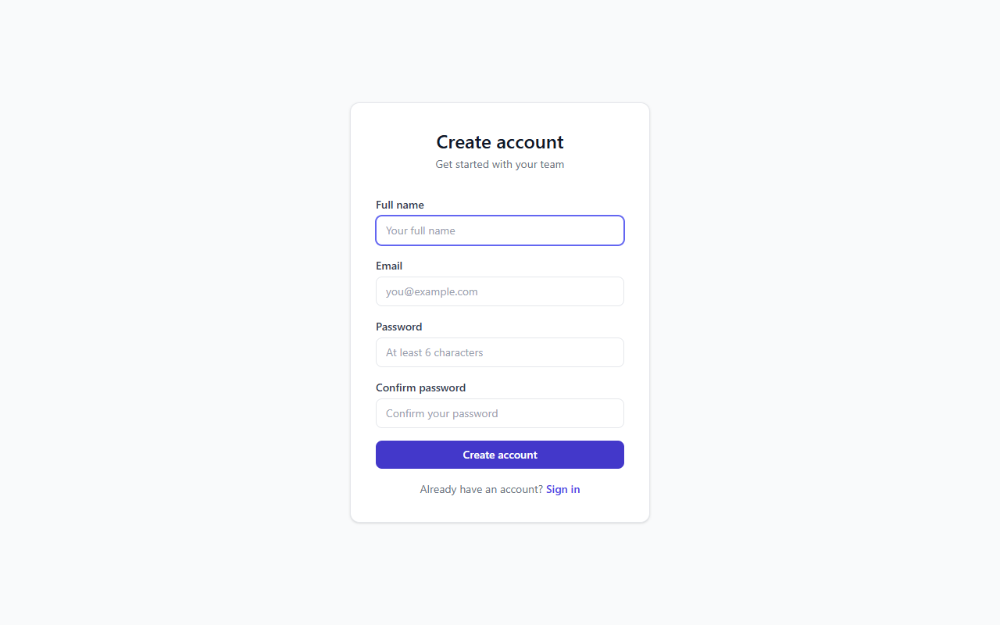 Create account
Get started with your team
Full name
Your full name
Email
you@example.com
Password
At least 6 characters
Confirm password
Confirm your password
Create account
Already have an account? Sign in